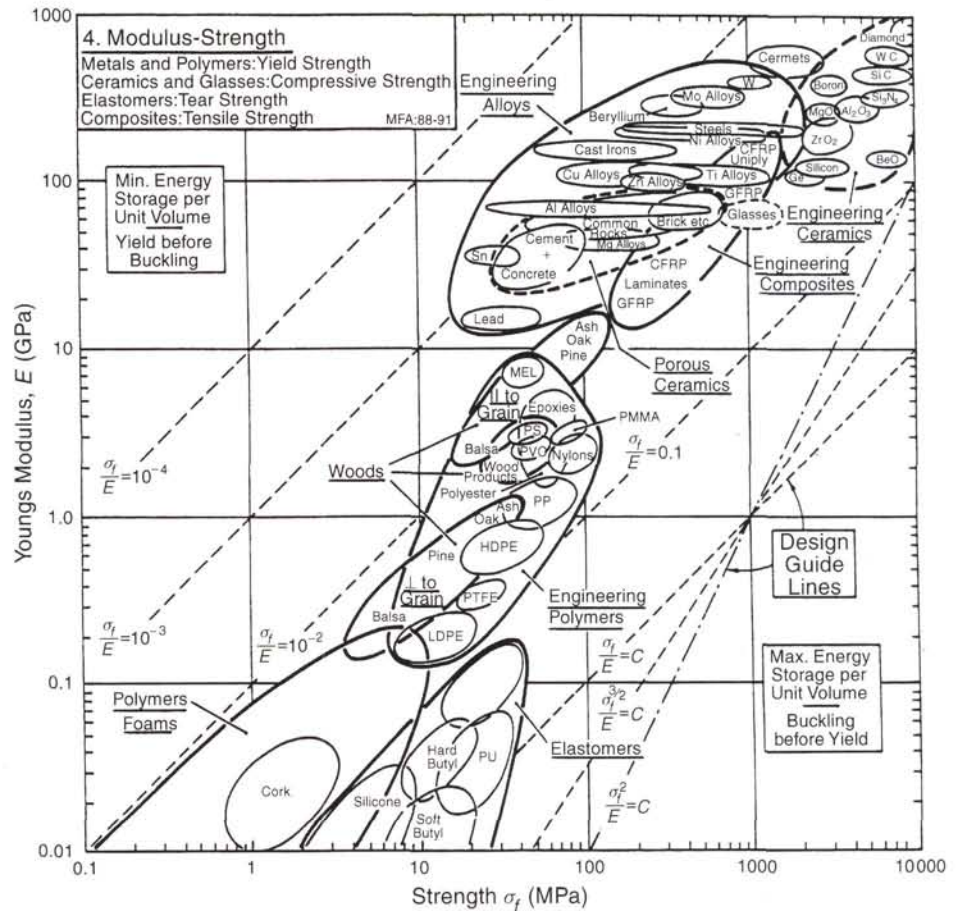 4. Modulus-Strength
Metals and Polymers:Yield Strength
Ceramics and Glasses:Compressive Strength
Elastomers:Tear Strength
Composites:Tensile Strength MFA:88-91
Engineering
Alloys
Cermets
Diamond
W C
Si C
Boron
Si3N4
W
Mo Alloys
Beryllium
MgO
Al2O3
Steels
Ni Alloys
ZrO2
CFRP
Uniply
Cast Irons
BeO
Silicon
Ge
Cu Alloys
Zn Alloys
Ti Alloys
GFRP
Min. Energy
Storage per
Unit Volume
Yield before
Buckling
Al Alloys
Common
Rocks
Brick etc
Glasses
Engineering
Ceramics
Mg Alloys
Cement
+
Concrete
Sn
Engineering
Composites
CFRP
Laminates
GFRP
Lead
Ash
Oak
Pine
Porous
Ceramics
MEL
|| to
Grain
Epoxies
PMMA
PS
PVC
Nylons
Balsa
Wood
Products
Woods
Polyester
PP
Ash
Oak
HDPE
Pine
⊥ to
Grain
PTFE
Engineering
Polymers
Balsa
LDPE
Polymers
Foams
Cork
Silicone
Hard
Butyl
Soft
Butyl
PU
Elastomers
σf/E=10-4
σf/E=10-3
σf/E=10-2
σf/E=0.1
Design
Guide
Lines
σf/E=C
σf3/2/E=C
σf2/E=C
Max. Energy
Storage per
Unit Volume
Buckling
before Yield
Youngs Modulus, E (GPa)
1000
100
10
1.0
0.1
0.01
0.1
1
10
100
1000
10000
Strength σf (MPa)